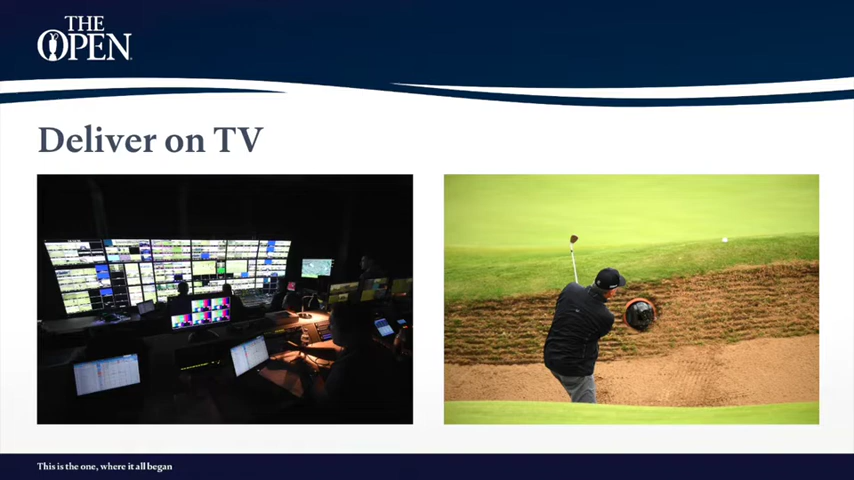 THE
OPEN
Deliver on TV
This is the one, where it all began